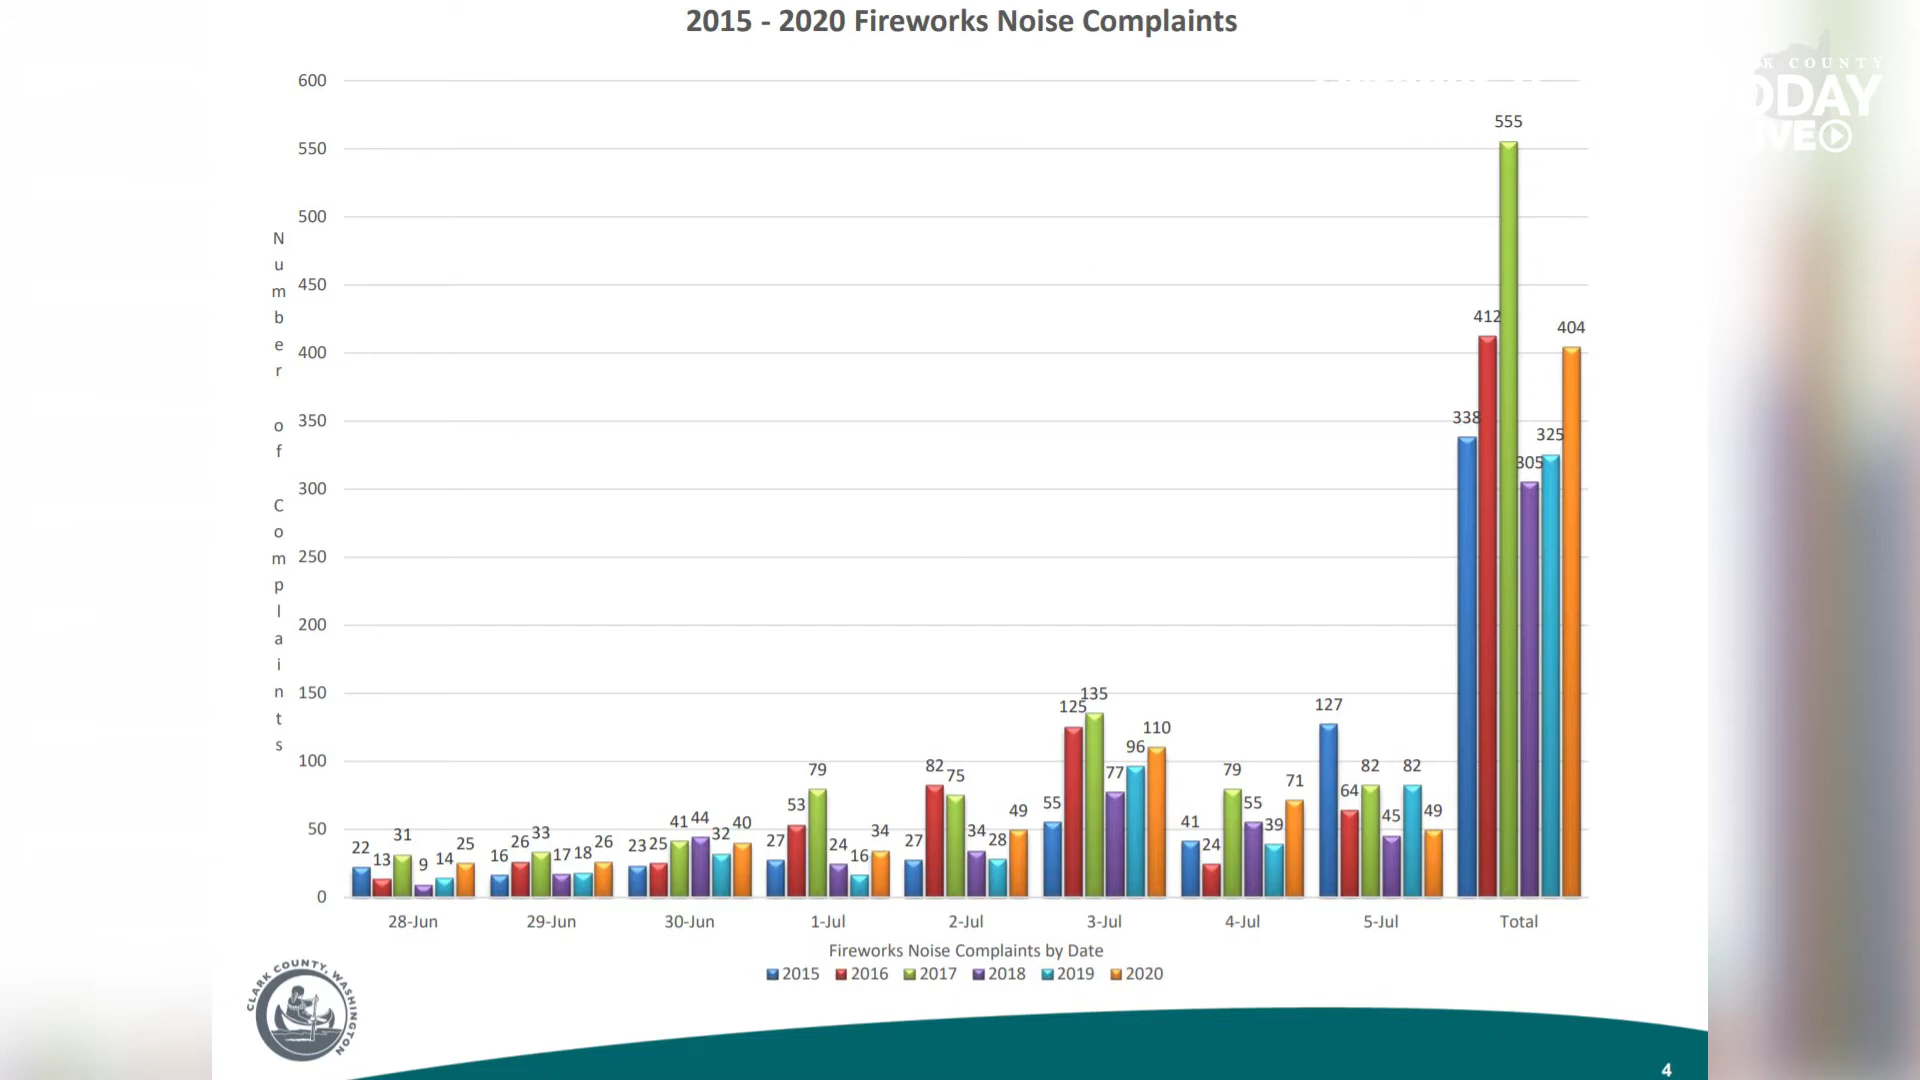 2015 - 2020 Fireworks Noise Complaints
K COUNTY
ODAY
IVE
Number of Complaints
600
550
500
450
400
350
300
250
200
150
100
50
0
22 13 31 9 14 25
16 26 33 17 18 26
23 25 41 44 32 40
27 53 79 24 16 34
27 82 75 34 28 49
55 125 135 77 96 110
41 24 79 55 39 71
127 64 82 45 82 49
338 412 555 305 325 404
28-Jun 29-Jun 30-Jun 1-Jul 2-Jul 3-Jul 4-Jul 5-Jul Total
Fireworks Noise Complaints by Date
2015 2016 2017 2018 2019 2020
CLARK COUNTY, WASHINGTON
4